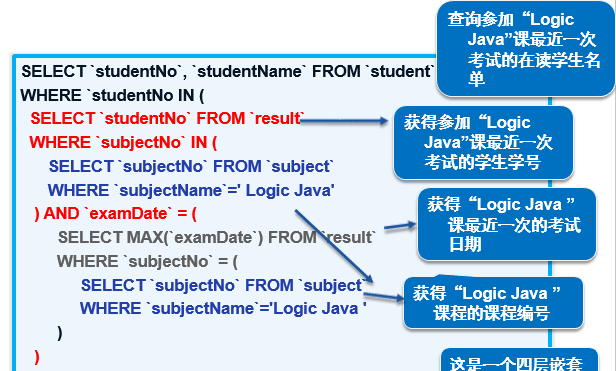 查询参加“Logic
Java”课最近一次
考试的在读学生名
单
SELECT `studentNo`, `studentName` FROM `student`
WHERE `studentNo IN (
SELECT `studentNo` FROM `result`
WHERE `subjectNo` IN (
SELECT `subjectNo` FROM `subject`
WHERE `subjectName`=' Logic Java'
) AND `examDate` = (
SELECT MAX(`examDate`) FROM `result`
WHERE `subjectNo` = (
SELECT `subjectNo` FROM `subject`
WHERE `subjectName`='Logic Java '
)
)
获得参加“Logic
Java”课最近一次
考试的学生学号
获得“Logic Java ”
课最近一次的考试
日期
获得“Logic Java ”
课程的课程编号
这是一个四层嵌套